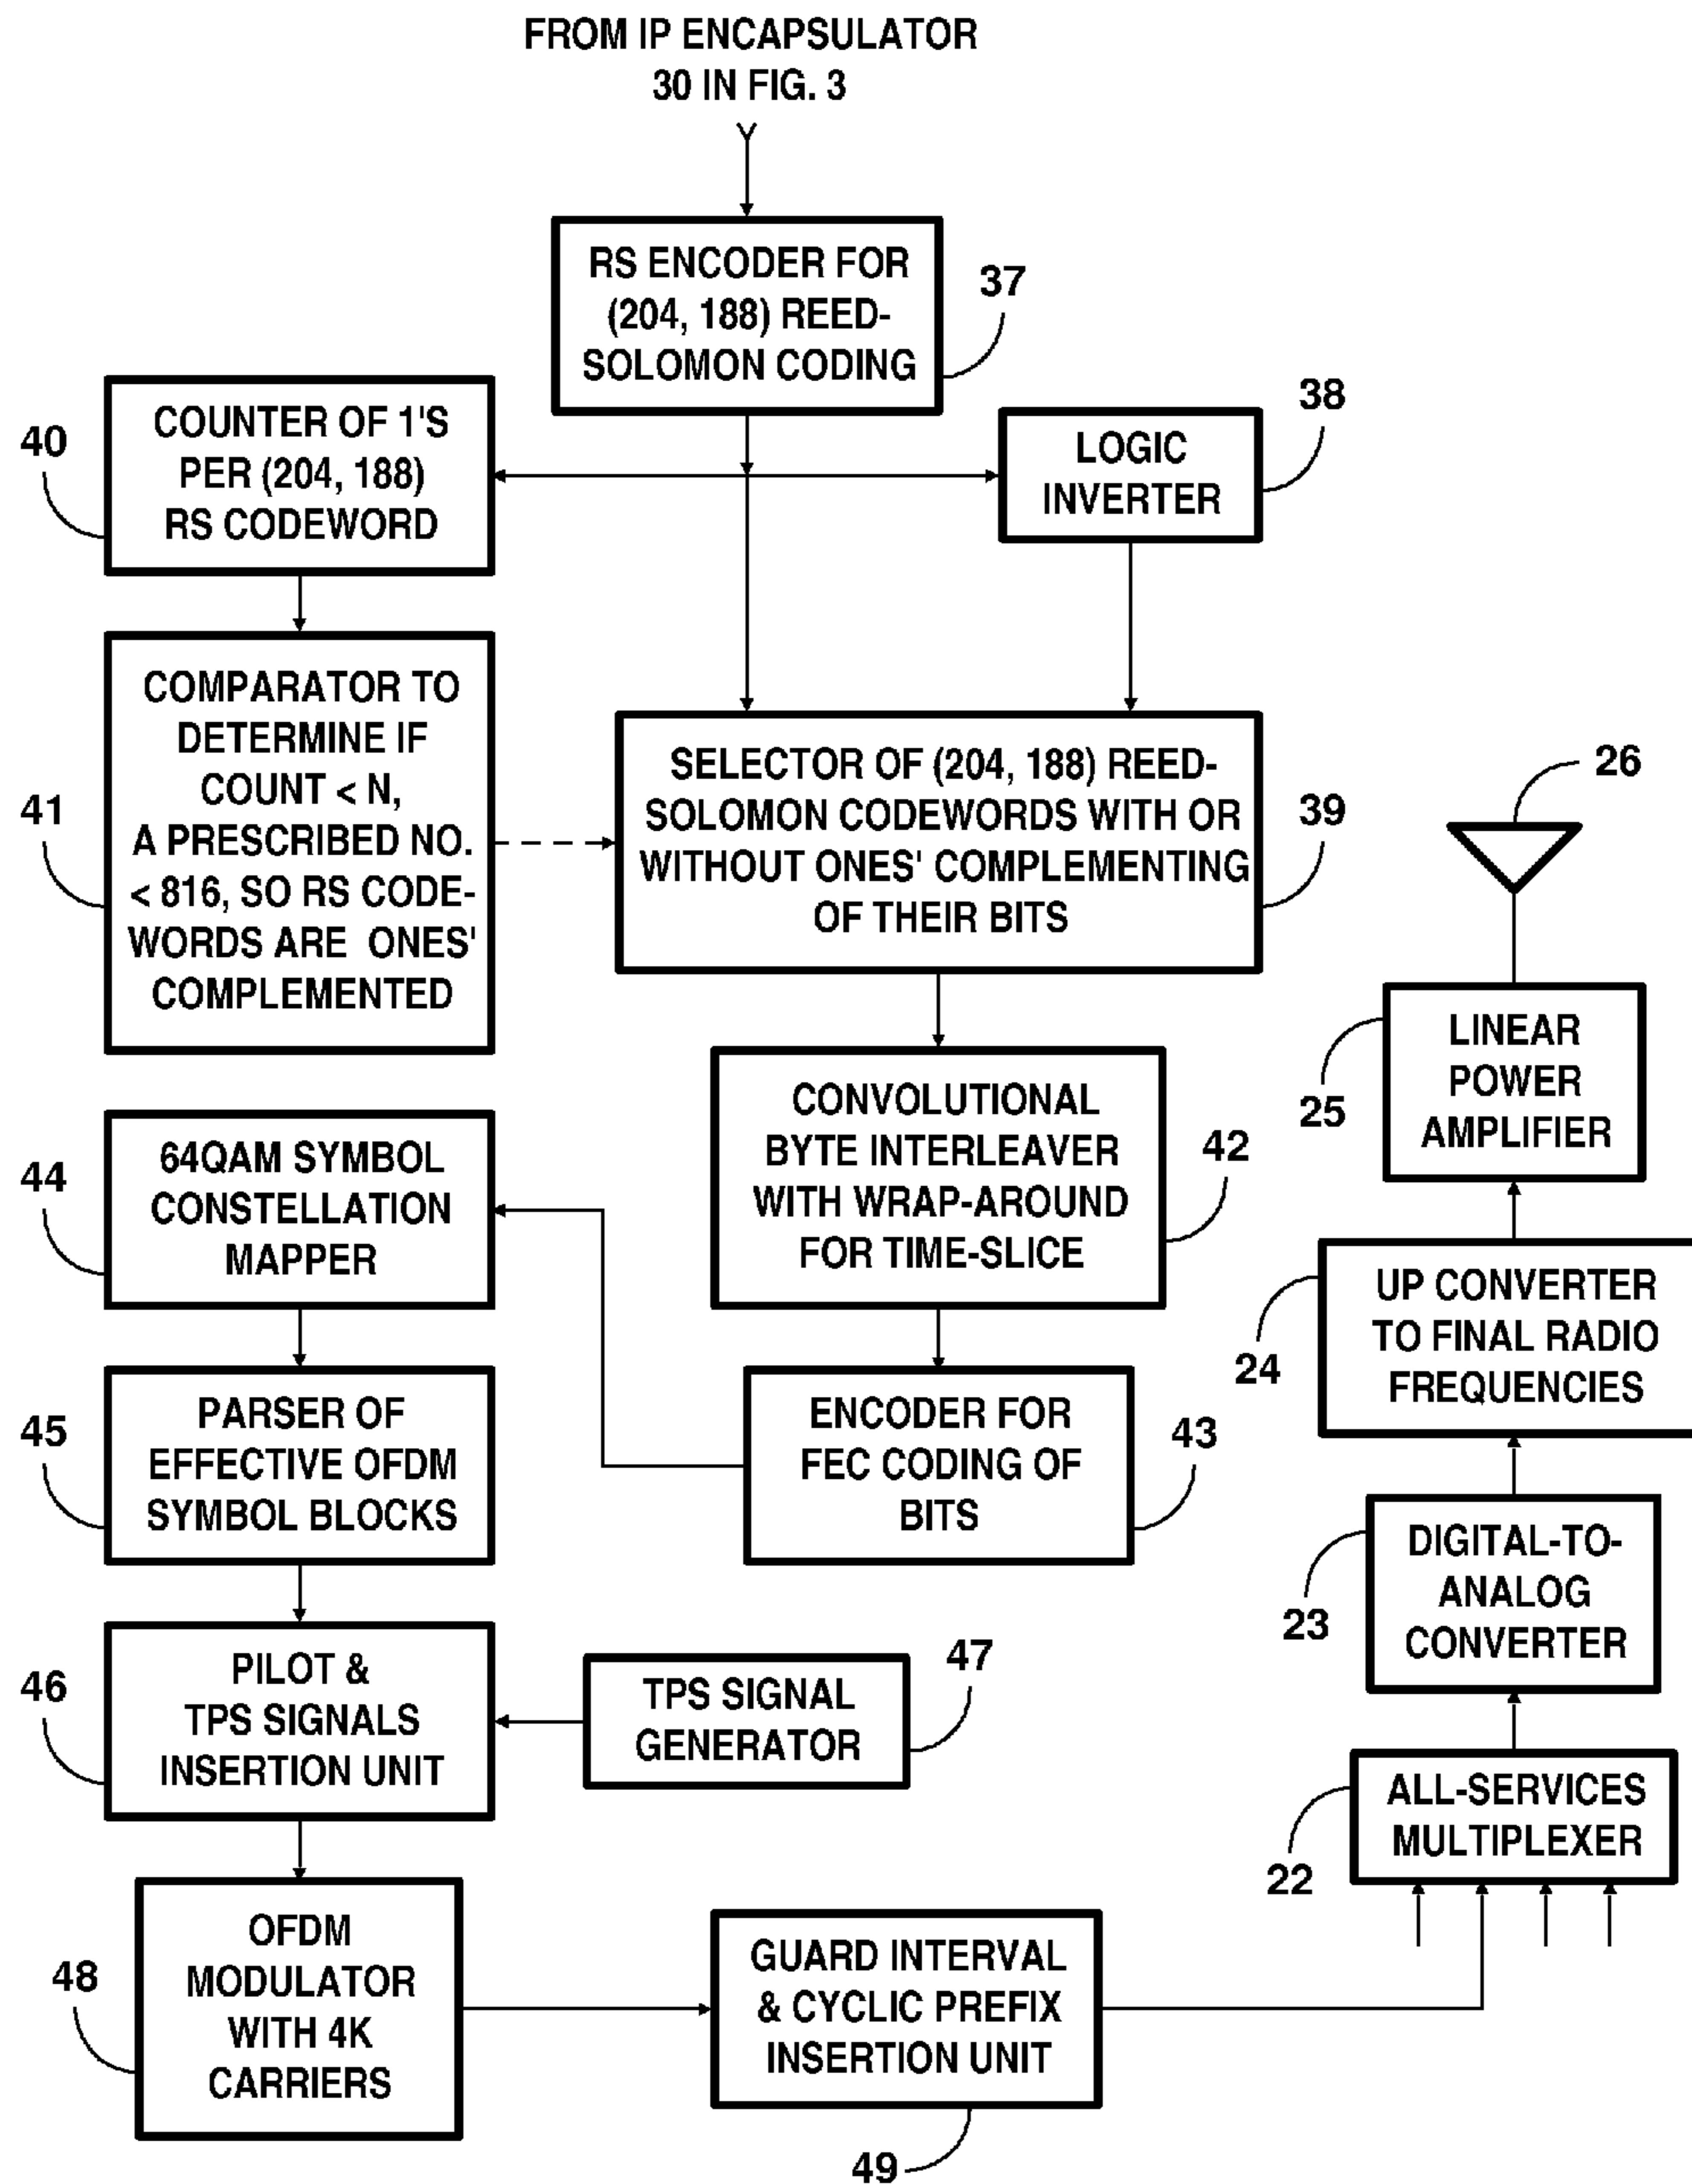 FROM IP ENCAPSULATOR
30 IN FIG. 3
RS ENCODER FOR
(204, 188) REED-
SOLOMON CODING
37
COUNTER OF 1'S
PER (204, 188)
RS CODEWORD
40
LOGIC
INVERTER
38
COMPARATOR TO
DETERMINE IF
COUNT < N,
A PRESCRIBED NO.
< 816, SO RS CODE-
WORDS ARE ONES'
COMPLEMENTED
41
SELECTOR OF (204, 188) REED-
SOLOMON CODEWORDS WITH OR
WITHOUT ONES' COMPLEMENTING
OF THEIR BITS
39
26
LINEAR
POWER
AMPLIFIER
25
CONVOLUTIONAL
BYTE INTERLEAVER
WITH WRAP-AROUND
FOR TIME-SLICE
42
64QAM SYMBOL
CONSTELLATION
MAPPER
44
UP CONVERTER
TO FINAL RADIO
FREQUENCIES
24
PARSER OF
EFFECTIVE OFDM
SYMBOL BLOCKS
45
ENCODER FOR
FEC CODING OF
BITS
43
DIGITAL-TO-
ANALOG
CONVERTER
23
PILOT &
TPS SIGNALS
INSERTION UNIT
46
TPS SIGNAL
GENERATOR
47
ALL-SERVICES
MULTIPLEXER
22
OFDM
MODULATOR
WITH 4K
CARRIERS
48
GUARD INTERVAL
& CYCLIC PREFIX
INSERTION UNIT
49